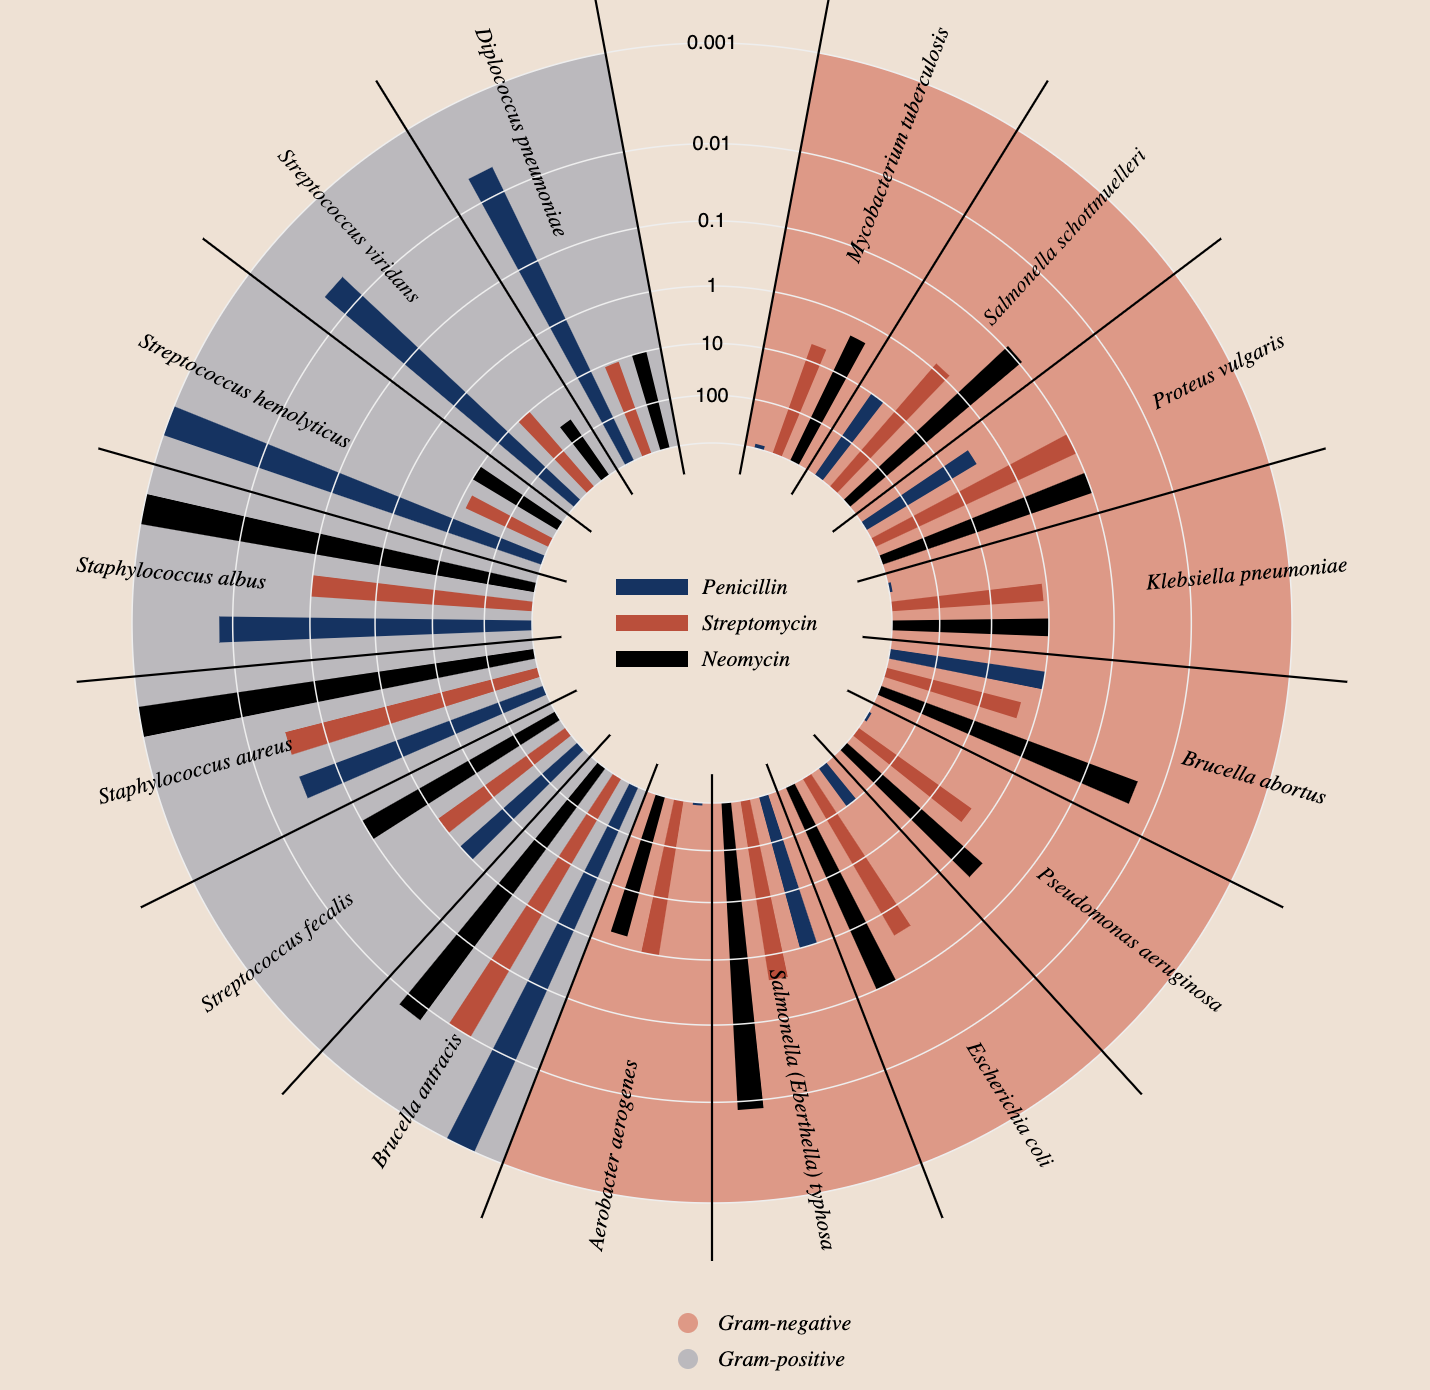 0.001
0.01
0.1
1
10
100
Mycobacterium tuberculosis
Salmonella schottmuelleri
Proteus vulgaris
Klebsiella pneumoniae
Brucella abortus
Pseudomonas aeruginosa
Escherichia coli
Salmonella (Eberthella) typhosa
Aerobacter aerogenes
Brucella antracis
Streptococcus fecalis
Staphylococcus aureus
Staphylococcus albus
Streptococcus hemolyticus
Streptococcus viridans
Diplococcus pneumoniae
Penicillin
Streptomycin
Neomycin
Gram-negative
Gram-positive